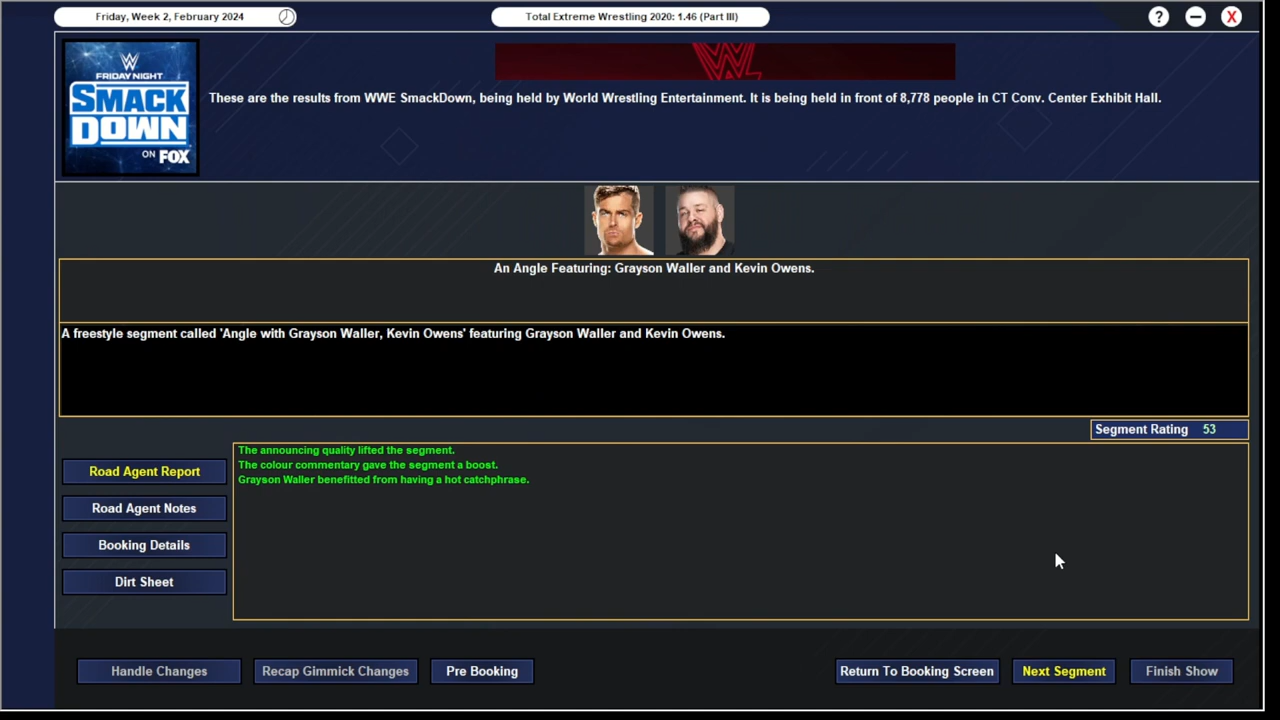 Friday, Week 2, February 2024
Total Extreme Wrestling 2020: 1.46 (Part III)
?
X
W
FRIDAY NIGHT
SMACK
DOWN
ON FOX
These are the results from WWE SmackDown, being held by World Wrestling Entertainment. It is being held in front of 8,778 people in CT Conv. Center Exhibit Hall.
An Angle Featuring: Grayson Waller and Kevin Owens.
A freestyle segment called 'Angle with Grayson Waller, Kevin Owens' featuring Grayson Waller and Kevin Owens.
Segment Rating 53
The announcing quality lifted the segment.
The colour commentary gave the segment a boost.
Grayson Waller benefitted from having a hot catchphrase.
Road Agent Report
Road Agent Notes
Booking Details
Dirt Sheet
Handle Changes
Recap Gimmick Changes
Pre Booking
Return To Booking Screen
Next Segment
Finish Show